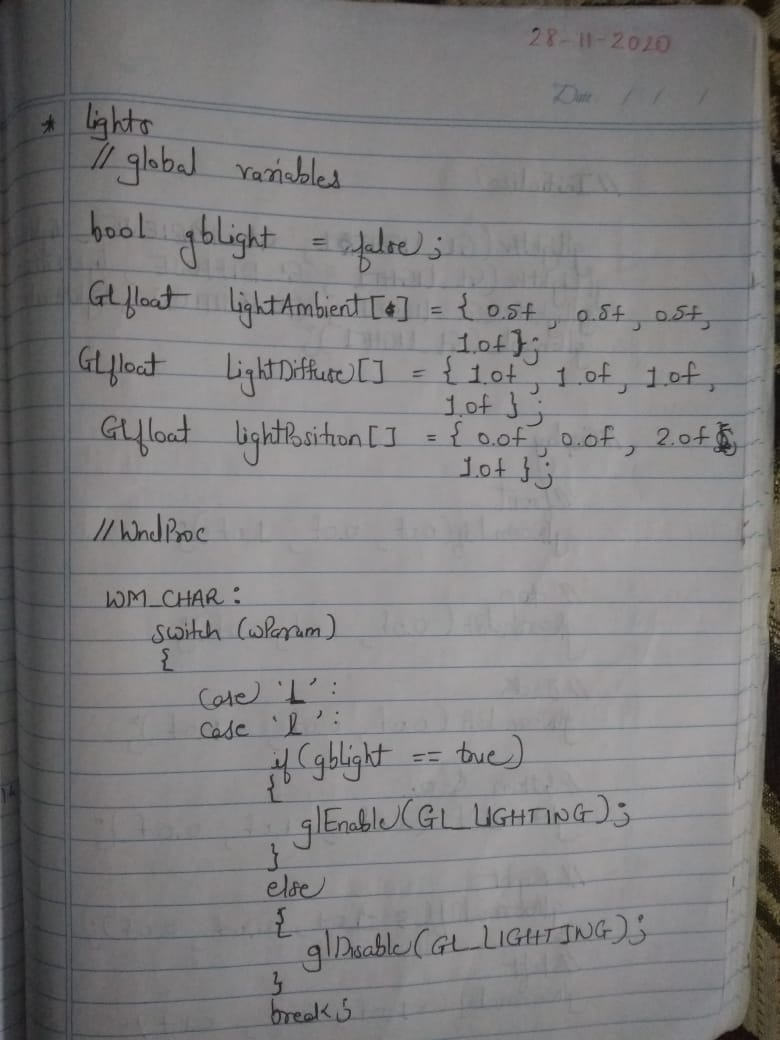 28-11-2020
Date / / /
* lights
// global variables
bool gblight = false;
GLfloat lightAmbient[] = { 0.5f, 0.5f, 0.5f,
1.0f};
GLfloat lightDiffuse[] = { 1.0f, 1.0f, 1.0f,
1.0f };
GLfloat lightPosition[] = { 0.0f, 0.0f, 2.0f,
1.0f };
// WndProc
WM_CHAR:
switch (wParam)
{
case 'L':
case 'l':
if (gblight == true)
{
glEnable(GL_LIGHTING);
}
else
{
glDisable(GL_LIGHTING);
}
break;